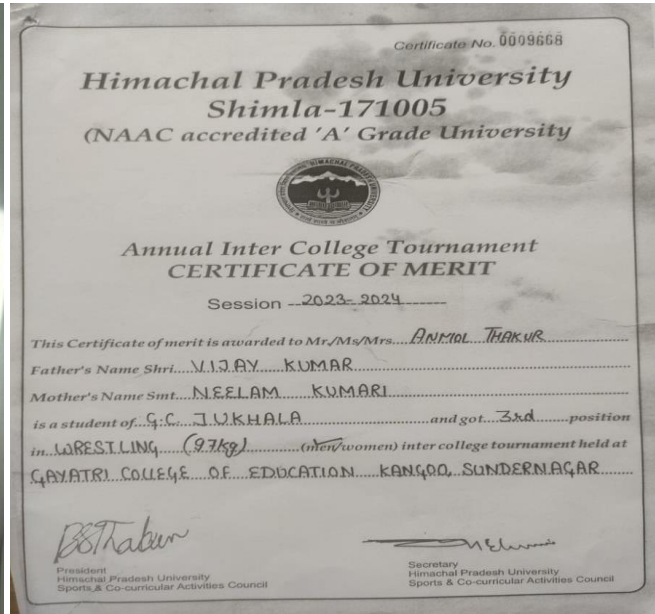 Certificate No. 0009668
Himachal Pradesh University
Shimla-171005
(NAAC accredited 'A' Grade University
HIMACHAL PRADESH UNIVERSITY
Annual Inter College Tournament
CERTIFICATE OF MERIT
Session 2023-2024
This Certificate of merit is awarded to Mr./Ms/Mrs.... ANMOL THAKUR
Father's Name Shri.... VIJAY KUMAR
Mother's Name Smt.... NEELAM KUMARI
is a student of... G.C. JUKHALA ....and got... 3rd ....position
in... WRESTLING (97kg) ....(men/women) inter college tournament held at
GAYATRI COLLEGE OF EDUCATION KANGOO, SUNDERNAGAR
President
Himachal Pradesh University
Sports & Co-curricular Activities Council
Secretary
Himachal Pradesh University
Sports & Co-curricular Activities Council